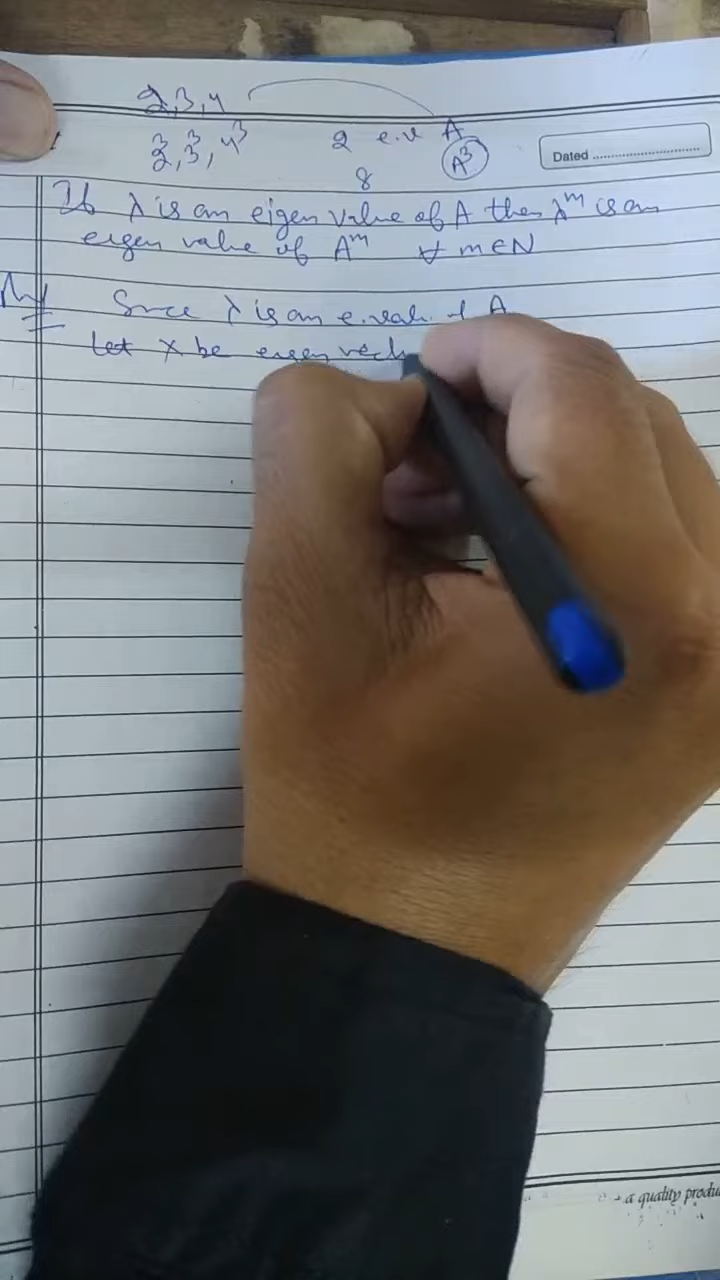 2, 3, 4
2³, 3³, 4³ 2 e.v A
8 A³
Dated
If λ is an eigen value of A then λᵐ is an
eigen value of Aᵐ ∀ m∈N
Since λ is an e.value of A
Let X be eigen vect
a quality produ